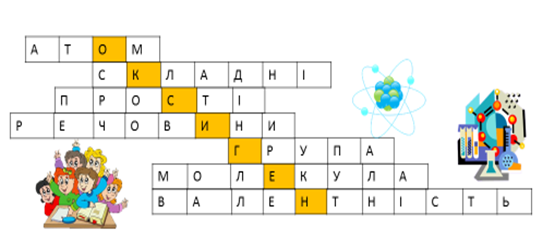 АТОМ
СКЛАДНІ
ПРОСТІ
РЕЧОВИНИ
ГРУПА
МОЛЕКУЛА
ВАЛЕНТНІСТЬ